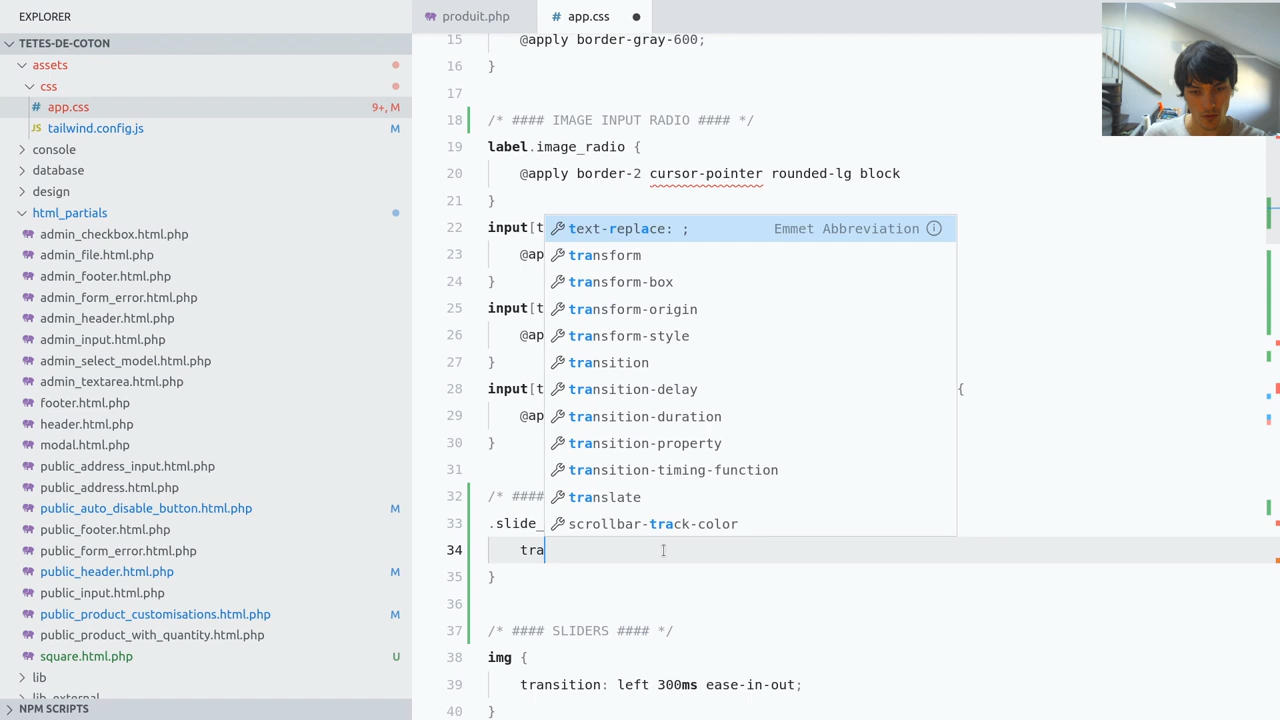 EXPLORER
TETES-DE-COTON
assets
css
# app.css 9+, M
JS tailwind.config.js M
console
database
design
html_partials
admin_checkbox.html.php
admin_file.html.php
admin_footer.html.php
admin_form_error.html.php
admin_header.html.php
admin_input.html.php
admin_select_model.html.php
admin_textarea.html.php
footer.html.php
header.html.php
modal.html.php
public_address_input.html.php
public_address.html.php
public_auto_disable_button.html.php M
public_footer.html.php
public_form_error.html.php
public_header.html.php M
public_input.html.php
public_product_customisations.html.php M
public_product_with_quantity.html.php
square.html.php U
lib
lib_external
NPM SCRIPTS
produit.php
# app.css
15 @apply border-gray-600;
16 }
17
18 /* #### IMAGE INPUT RADIO #### */
19 label.image_radio {
20 @apply border-2 cursor-pointer rounded-lg block
21 }
22 input[t
23 @ap
24 }
25 input[t
26 @ap
27 }
28 input[t {
29 @ap
30 }
31
32 /* ####
33 .slide_
34 tra
35 }
36
37 /* #### SLIDERS #### */
38 img {
39 transition: left 300ms ease-in-out;
40 }
text-replace: ; Emmet Abbreviation
transform
transform-box
transform-origin
transform-style
transition
transition-delay
transition-duration
transition-property
transition-timing-function
translate
scrollbar-track-color